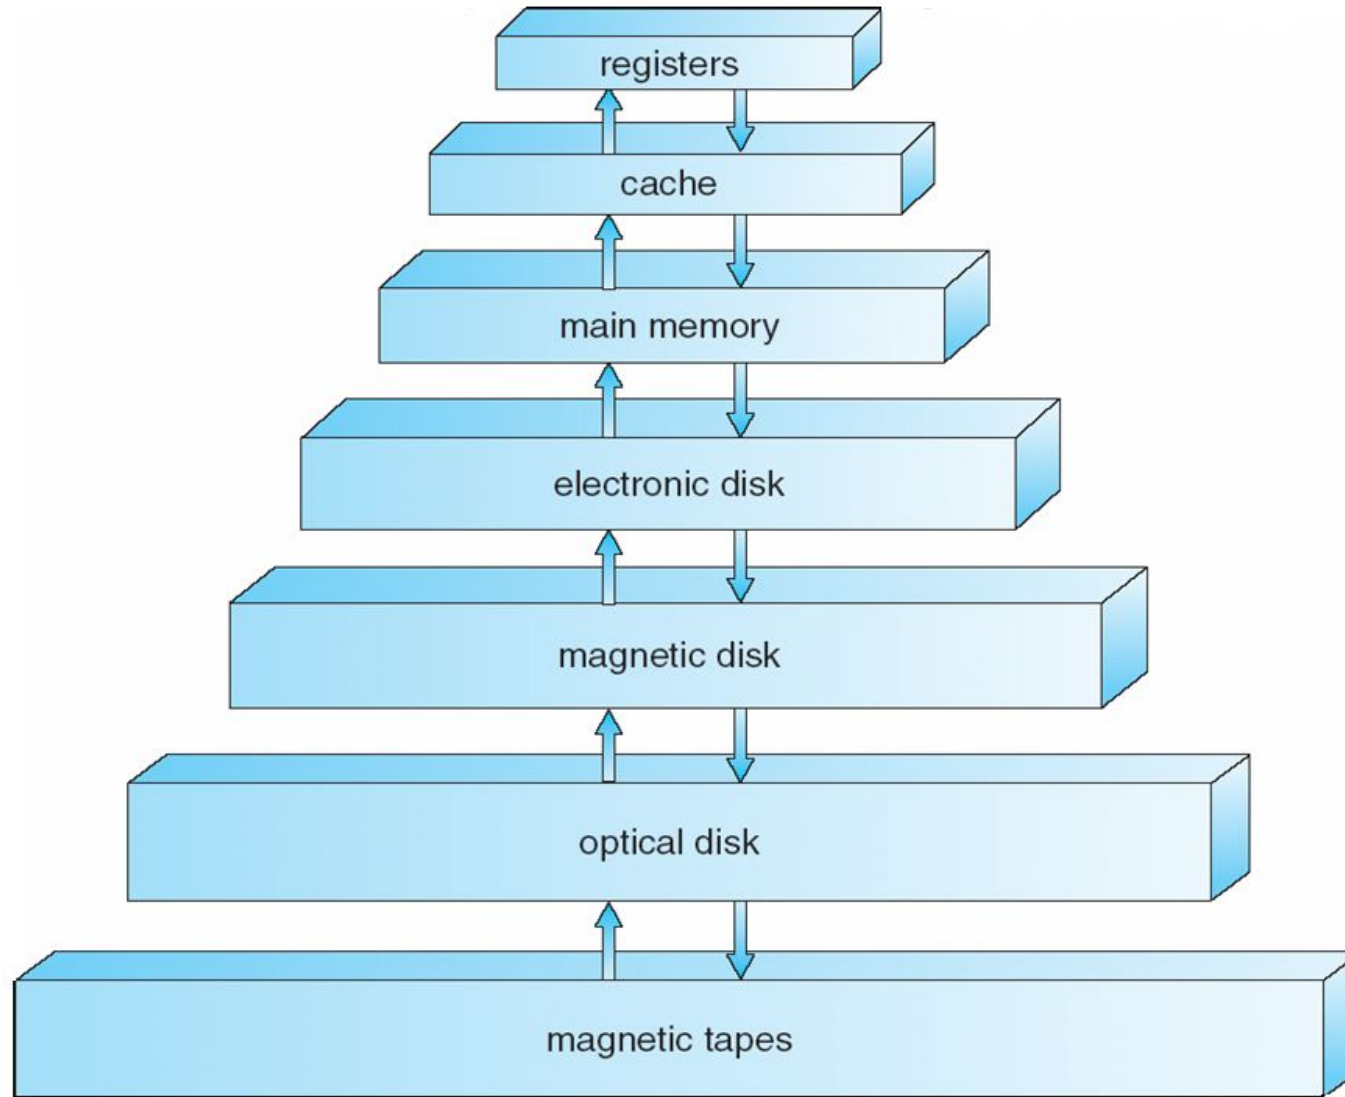 registers
cache
main memory
electronic disk
magnetic disk
optical disk
magnetic tapes